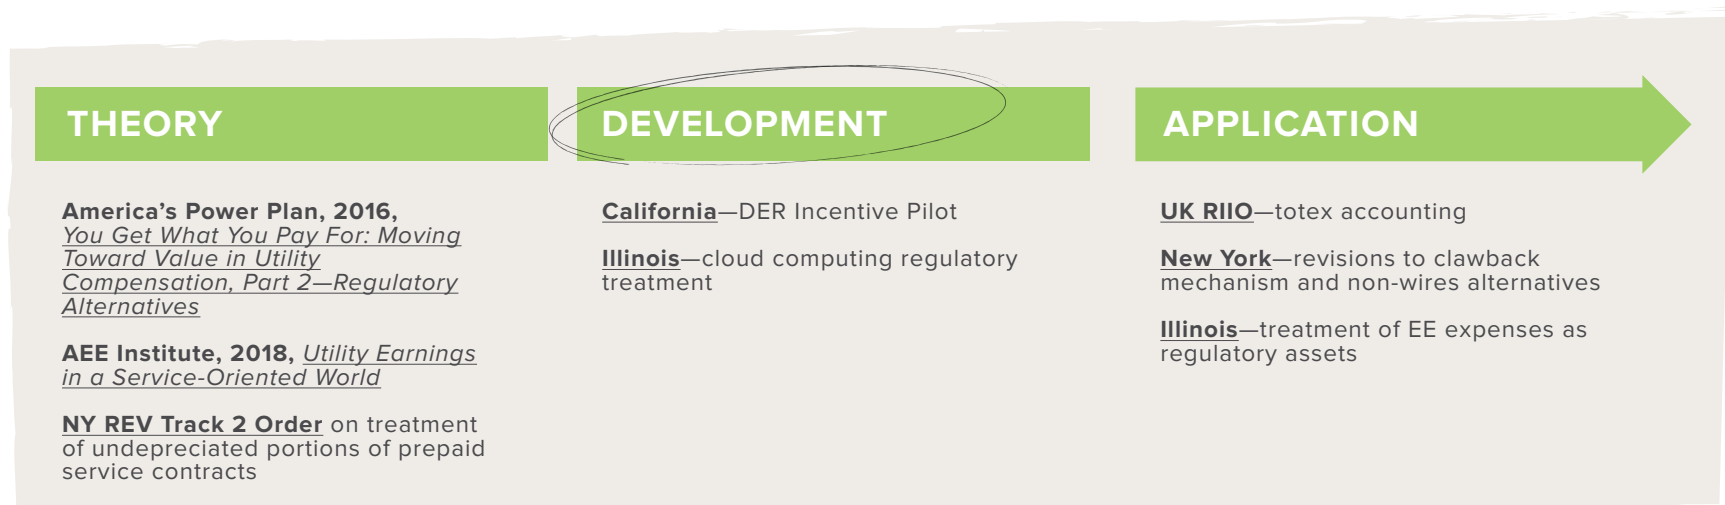 THEORY
America’s Power Plan, 2016,
You Get What You Pay For: Moving
Toward Value in Utility
Compensation, Part 2—Regulatory
Alternatives
AEE Institute, 2018, Utility Earnings
in a Service-Oriented World
NY REV Track 2 Order on treatment
of undepreciated portions of prepaid
service contracts
DEVELOPMENT
California—DER Incentive Pilot
Illinois—cloud computing regulatory
treatment
APPLICATION
UK RIIO—totex accounting
New York—revisions to clawback
mechanism and non-wires alternatives
Illinois—treatment of EE expenses as
regulatory assets